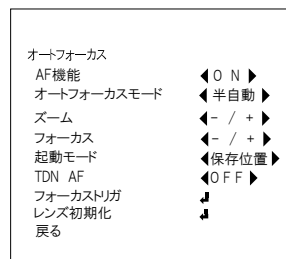 オートフォーカス
AF機能 ◀ＯＮ▶
オートフォーカスモード ◀半自動▶
ズーム ◀− / +▶
フォーカス ◀− / +▶
起動モード ◀保存位置▶
TDN AF ◀OFF▶
フォーカストリガ ↲
レンズ初期化 ↲
戻る